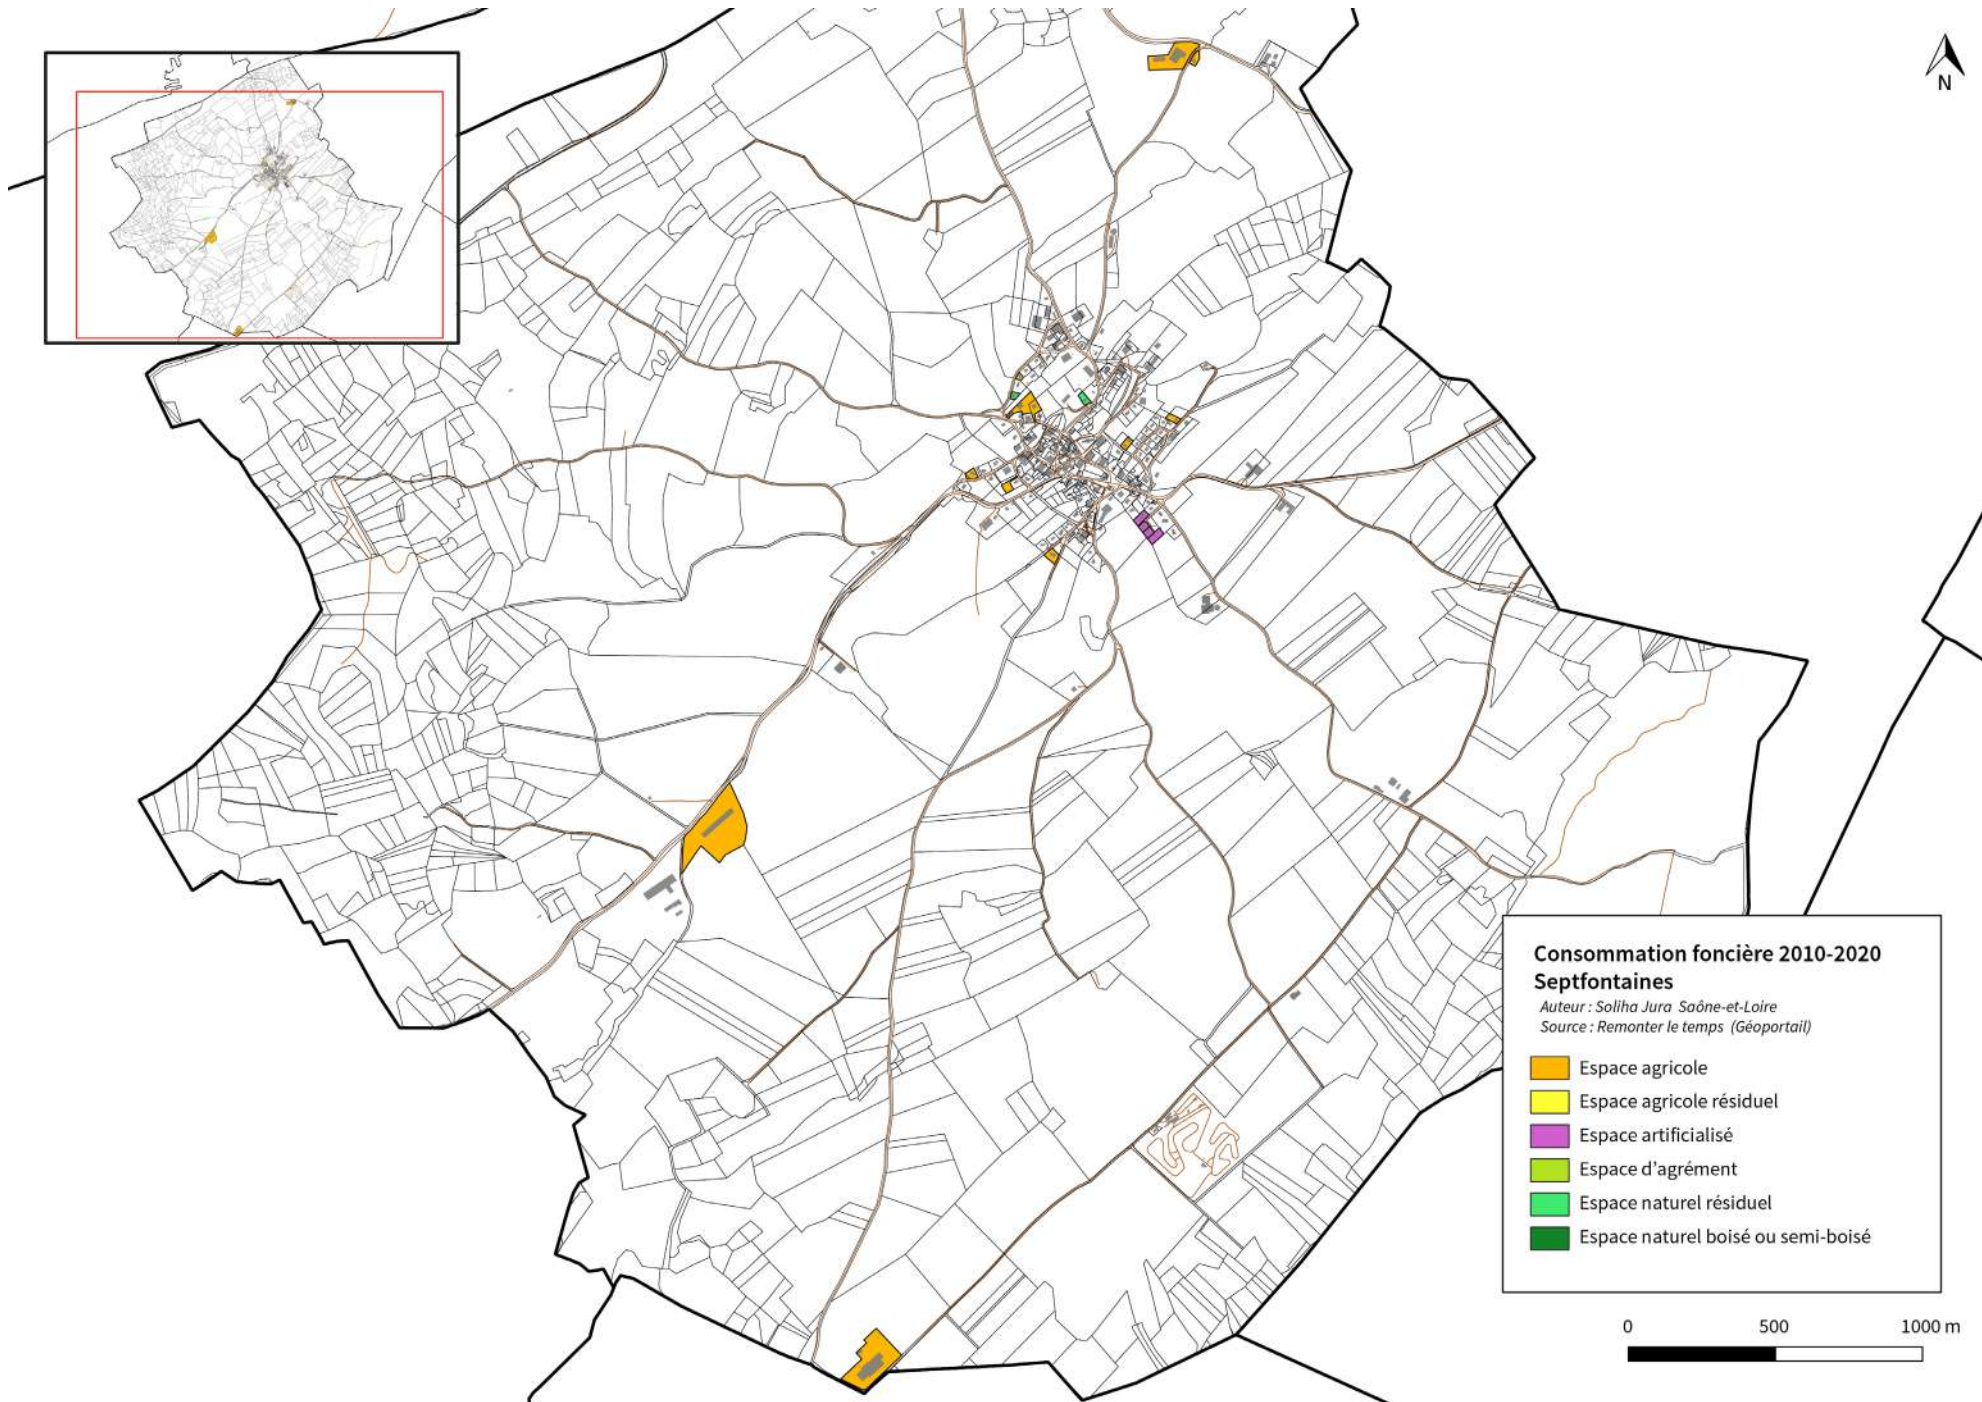 N
Consommation foncière 2010-2020
Septfontaines
Auteur : Soliha Jura Saône-et-Loire
Source : Remonter le temps (Géoportail)
Espace agricole
Espace agricole résiduel
Espace artificialisé
Espace d'agrément
Espace naturel résiduel
Espace naturel boisé ou semi-boisé
0 500 1000 m